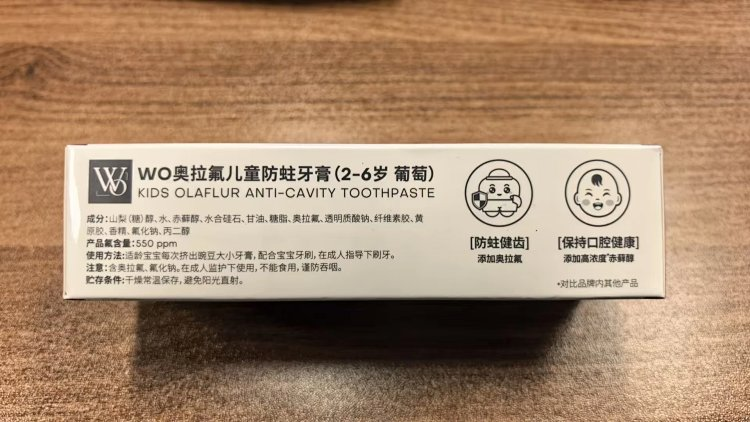 WO
WO奥拉氟儿童防蛀牙膏(2-6岁 葡萄)
KIDS OLAFLUR ANTI-CAVITY TOOTHPASTE
成分:山梨(糖)醇、水、赤藓醇、水合硅石、甘油、糖脂、奥拉氟、透明质酸钠、纤维素胶、黄
原胶、香精、氟化钠、丙二醇
产品氟含量:550 ppm
使用方法:适龄宝宝每次挤出豌豆大小牙膏,配合宝宝牙刷,在成人指导下刷牙。
注意:含奥拉氟、氟化钠。在成人监护下使用,不能食用,谨防吞咽。
贮存条件:干燥常温保存,避免阳光直射。
[防蛀健齿]
添加奥拉氟
[保持口腔健康]
添加高浓度*赤藓醇
*对比品牌内其他产品